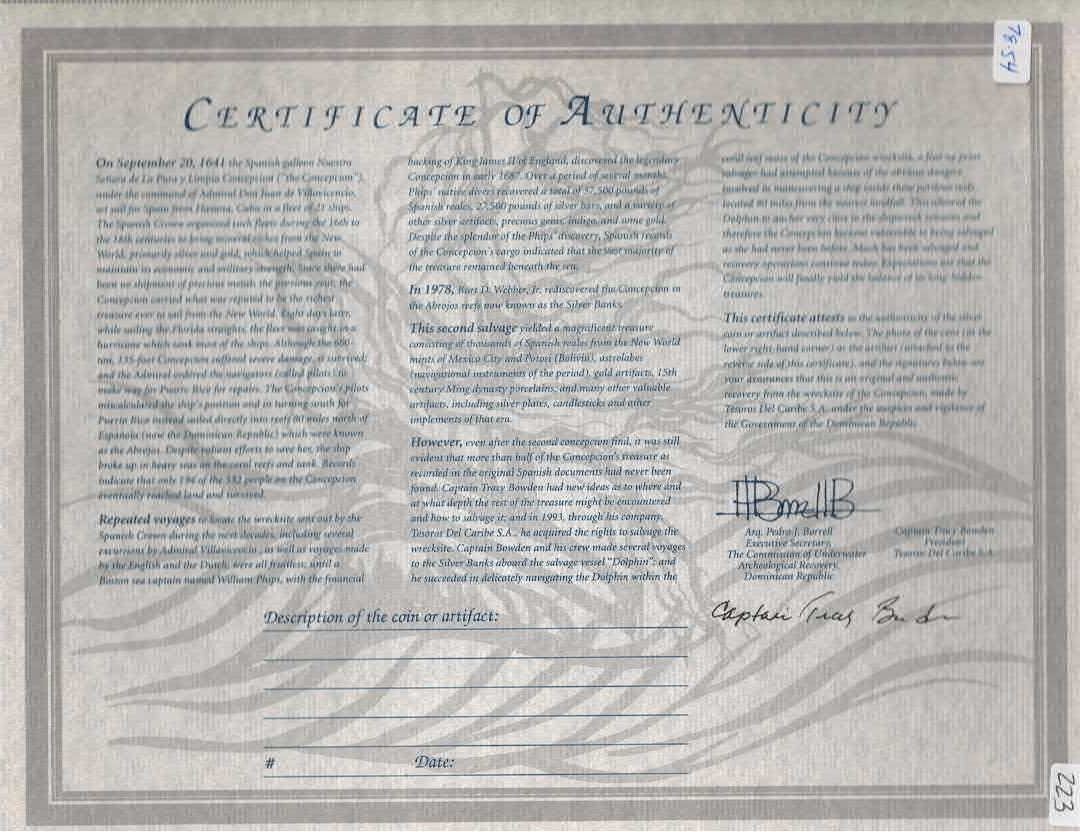 CERTIFICATE OF AUTHENTICITY
On September 20, 1641 the Spanish galleon Nuestra
Senora de La Pura y Limpia Concepcion ("the Concepcion"),
under the command of Admiral Don Juan de Villavicencio,
set sail for Spain from Havana, Cuba in a fleet of 21 ships.
The Spanish Crown organized such fleets during the 16th to
the 18th centuries to bring mineral riches from the New
World, primarily silver and gold, which helped Spain to
maintain its economic and military strength. Since there had
been no shipment of precious metals the previous year, the
Concepcion carried what was reputed to be the richest
treasure ever to sail from the New World. Eight days later,
while sailing the Florida straights, the fleet was caught in a
hurricane which sank most of the ships. Although the 680-
ton, 135-foot Concepcion suffered severe damage, it survived;
and the Admiral ordered the navigators (called pilots) to
make way for Puerto Rico for repairs. The Concepcion's pilots
miscalculated the ship's position and in turning south for
Puerto Rico instead sailed directly into reefs 80 miles north of
Espanola (now the Dominican Republic) which were known
as the Abrojos. Despite valiant efforts to save her, the ship
broke up in heavy seas on the coral reefs and sank. Records
indicate that only 194 of the 532 people on the Concepcion
eventually reached land and survived.
Repeated voyages to locate the wrecksite sent out by the
Spanish Crown during the next decades, including several
excursions by Admiral Villavicencio, as well as voyages made
by the English and the Dutch, were all fruitless; until a
Boston sea captain named William Phips, with the financial
backing of King James II of England, discovered the legendary
Concepcion in early 1687. Over a period of several months,
Phips' native divers recovered a total of 37,500 pounds of
Spanish reales, 27,500 pounds of silver bars, and a variety of
other silver artifacts, precious gems, indigo, and some gold.
Despite the splendor of the Phips' discovery, Spanish records
of the Concepcion's cargo indicated that the vast majority of
the treasure remained beneath the sea.
In 1978, Burt D. Webber, Jr. rediscovered the Concepcion in
the Abrojos reefs now known as the Silver Banks.
This second salvage yielded a magnificent treasure
consisting of thousands of Spanish reales from the New World
mints of Mexico City and Potosi (Bolivia), astrolabes
(navigational instruments of the period), gold artifacts, 15th
century Ming dynasty porcelains, and many other valuable
artifacts, including silver plates, candlesticks and other
implements of that era.
However, even after the second concepcion find, it was still
evident that more than half of the Concepcion's treasure as
recorded in the original Spanish documents had never been
found. Captain Tracy Bowden had new ideas as to where and
at what depth the rest of the treasure might be encountered
and how to salvage it; and in 1993, through his company,
Tesoros Del Caribe S.A., he acquired the rights to salvage the
wrecksite. Captain Bowden and his crew made several voyages
to the Silver Banks aboard the salvage vessel "Dolphin"; and
he succeeded in delicately navigating the Dolphin within the
coral reef maze of the Concepcion wrecksite, a feat no prior
salvager had attempted because of the obvious dangers
involved in maneuvering a ship inside this treacherous reef,
located 80 miles from the nearest landfall. This allowed the
Dolphin to anchor very close to the shipwreck sections and
therefore the Concepcion became vulnerable to being salvaged
as she had never been before. Much has been salvaged and
recovery operations continue today. Expectations are that the
Concepcion will finally yield the balance of its long hidden
treasures.
This certificate attests to the authenticity of the silver
coin or artifact described below. The photo of the coin (in the
lower right-hand corner) or the artifact (attached to the
reverse side of this certificate), and the signatures below are
your assurances that this is an original and authentic
recovery from the wrecksite of the Concepcion, made by
Tesoros Del Caribe S.A. under the auspices and vigilance of
the Government of the Dominican Republic.
Arq. Pedro J. Borrell
Executive Secretary,
The Commission of Underwater
Archeological Recovery,
Dominican Republic
Captain Tracy Bowden
President
Tesoros Del Caribe S.A.
Captain Tracy Bowden
Description of the coin or artifact:
# Date:
78-54
223